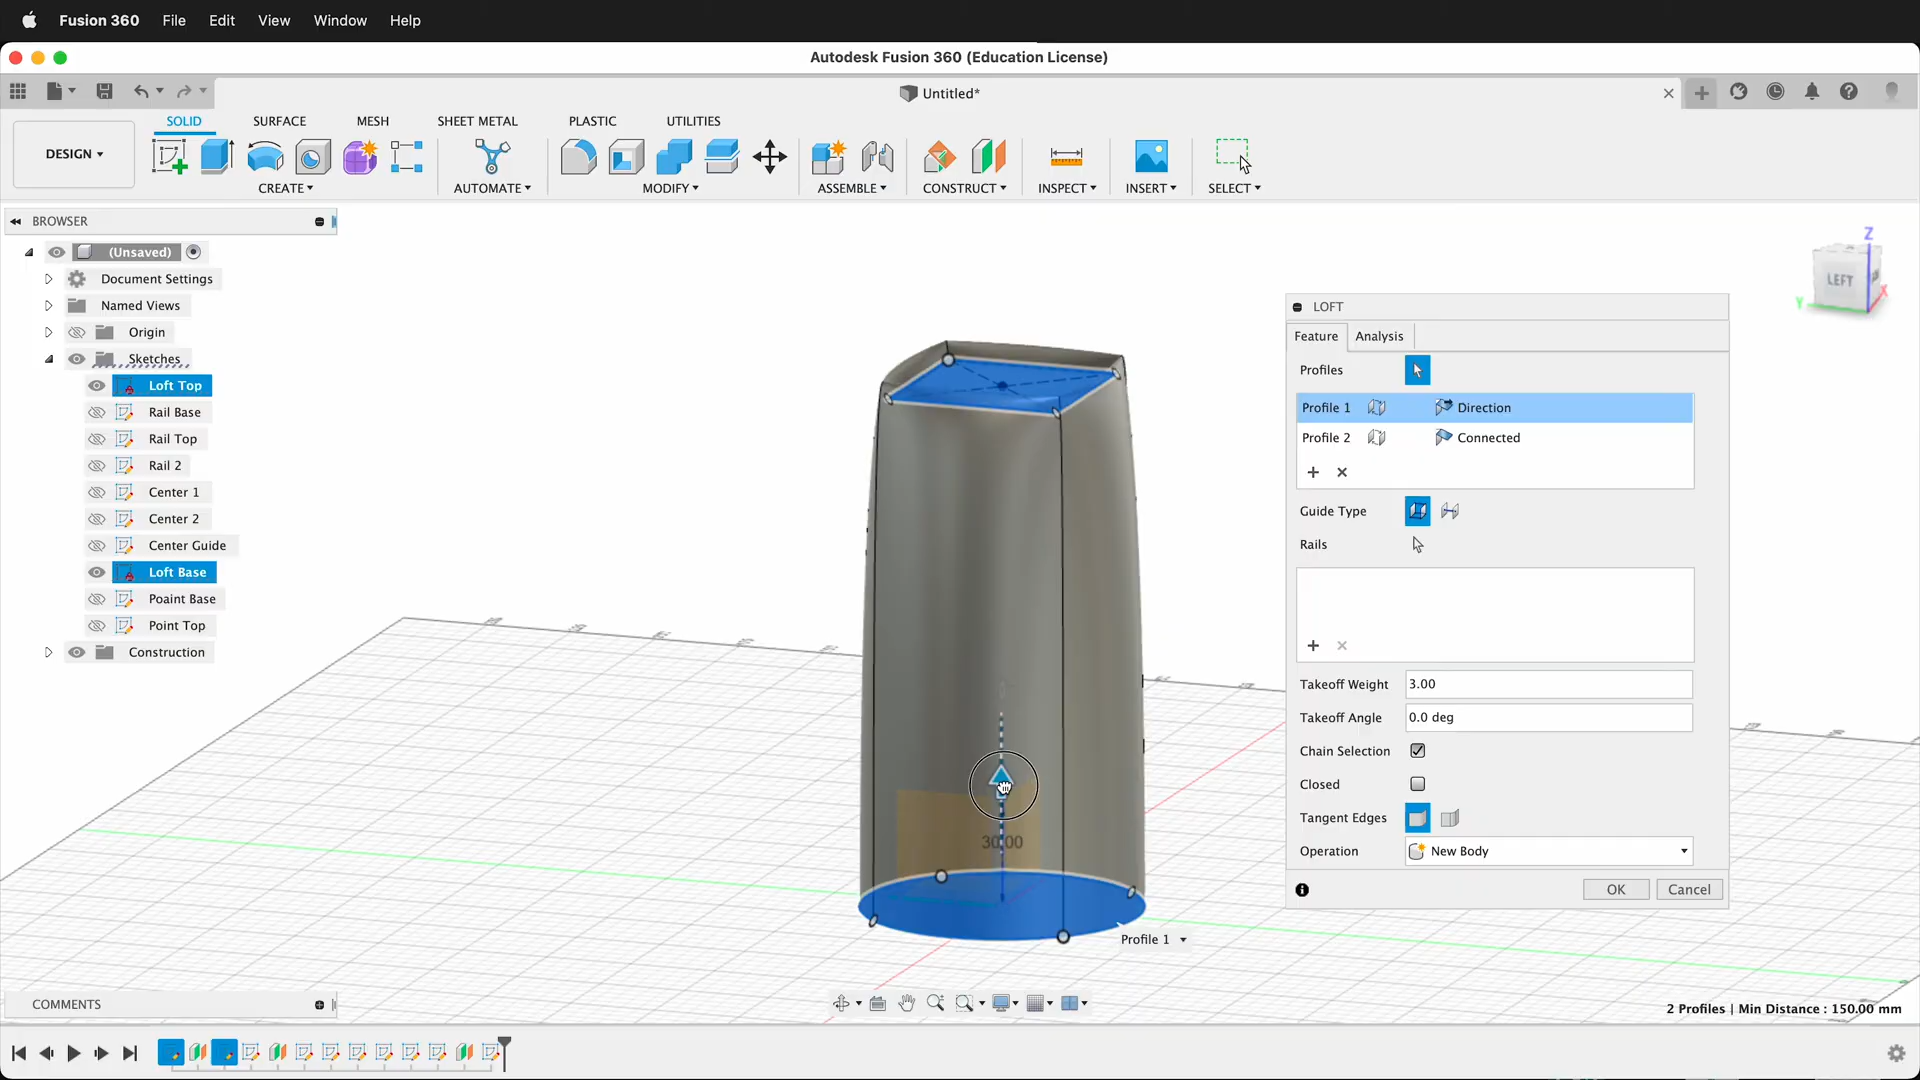 Fusion 360 File Edit View Window Help
Autodesk Fusion 360 (Education License)
Untitled*
SOLID SURFACE MESH SHEET METAL PLASTIC UTILITIES
DESIGN
CREATE AUTOMATE MODIFY ASSEMBLE CONSTRUCT INSPECT INSERT SELECT
BROWSER
(Unsaved)
Document Settings
Named Views
Origin
Sketches
Loft Top
Rail Base
Rail Top
Rail 2
Center 1
Center 2
Center Guide
Loft Base
Poaint Base
Point Top
Construction
Z
LEFT
Y
X
LOFT
Feature Analysis
Profiles
Profile 1 Direction
Profile 2 Connected
Guide Type
Rails
Takeoff Weight 3.00
Takeoff Angle 0.0 deg
Chain Selection
Closed
Tangent Edges
Operation New Body
OK Cancel
30.00
Profile 1
COMMENTS
2 Profiles | Min Distance : 150.00 mm